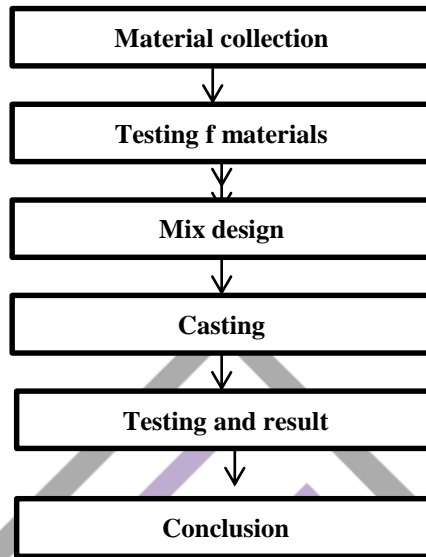 Material collection
Testing f materials
Mix design
Casting
Testing and result
Conclusion